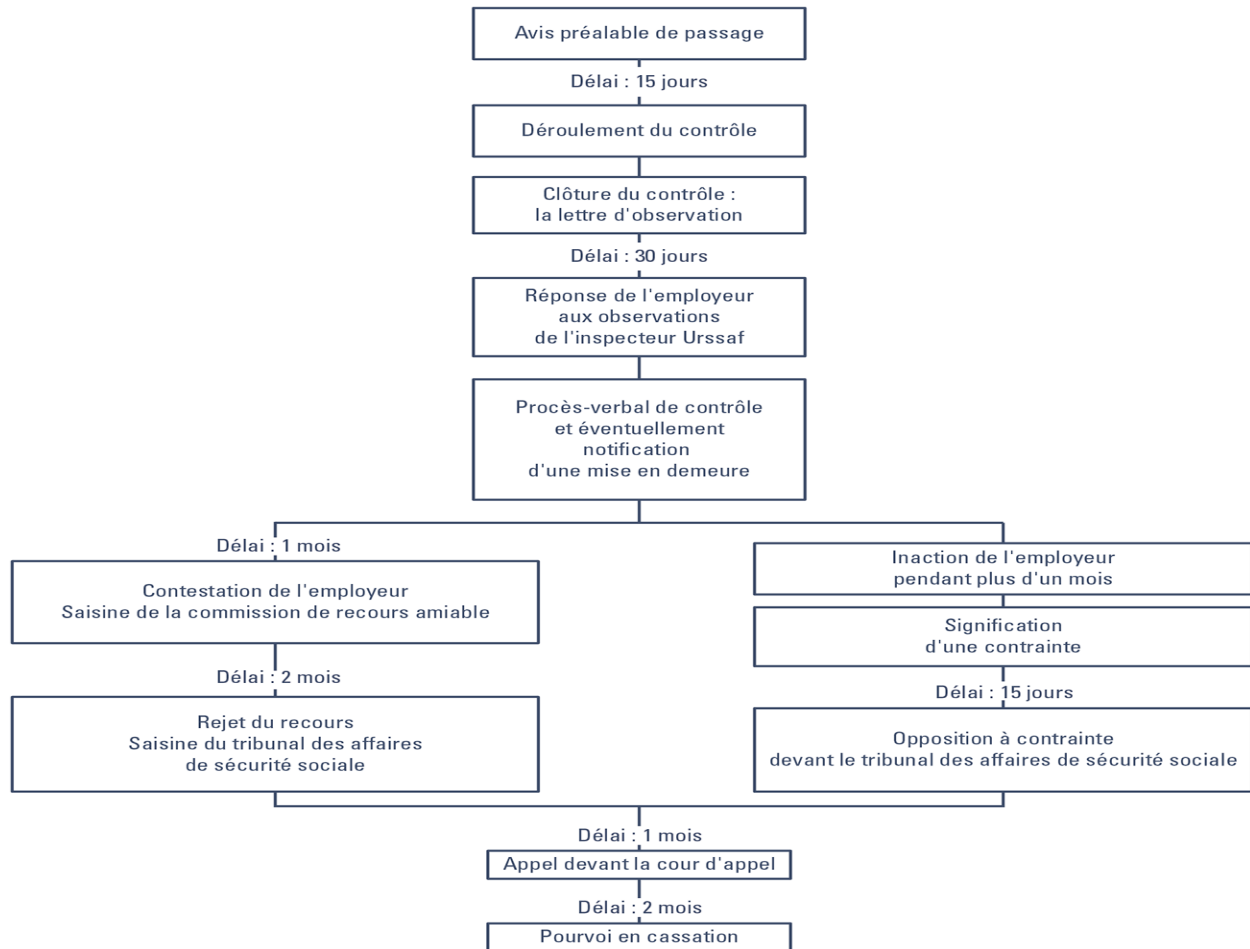 Avis préalable de passage
Délai : 15 jours
Déroulement du contrôle
Clôture du contrôle :
la lettre d'observation
Délai : 30 jours
Réponse de l'employeur
aux observations
de l'inspecteur Urssaf
Procès-verbal de contrôle
et éventuellement
notification
d'une mise en demeure
Délai : 1 mois
Contestation de l'employeur
Saisine de la commission de recours amiable
Délai : 2 mois
Rejet du recours
Saisine du tribunal des affaires
de sécurité sociale
Inaction de l'employeur
pendant plus d'un mois
Signification
d'une contrainte
Délai : 15 jours
Opposition à contrainte
devant le tribunal des affaires de sécurité sociale
Délai : 1 mois
Appel devant la cour d'appel
Délai : 2 mois
Pourvoi en cassation